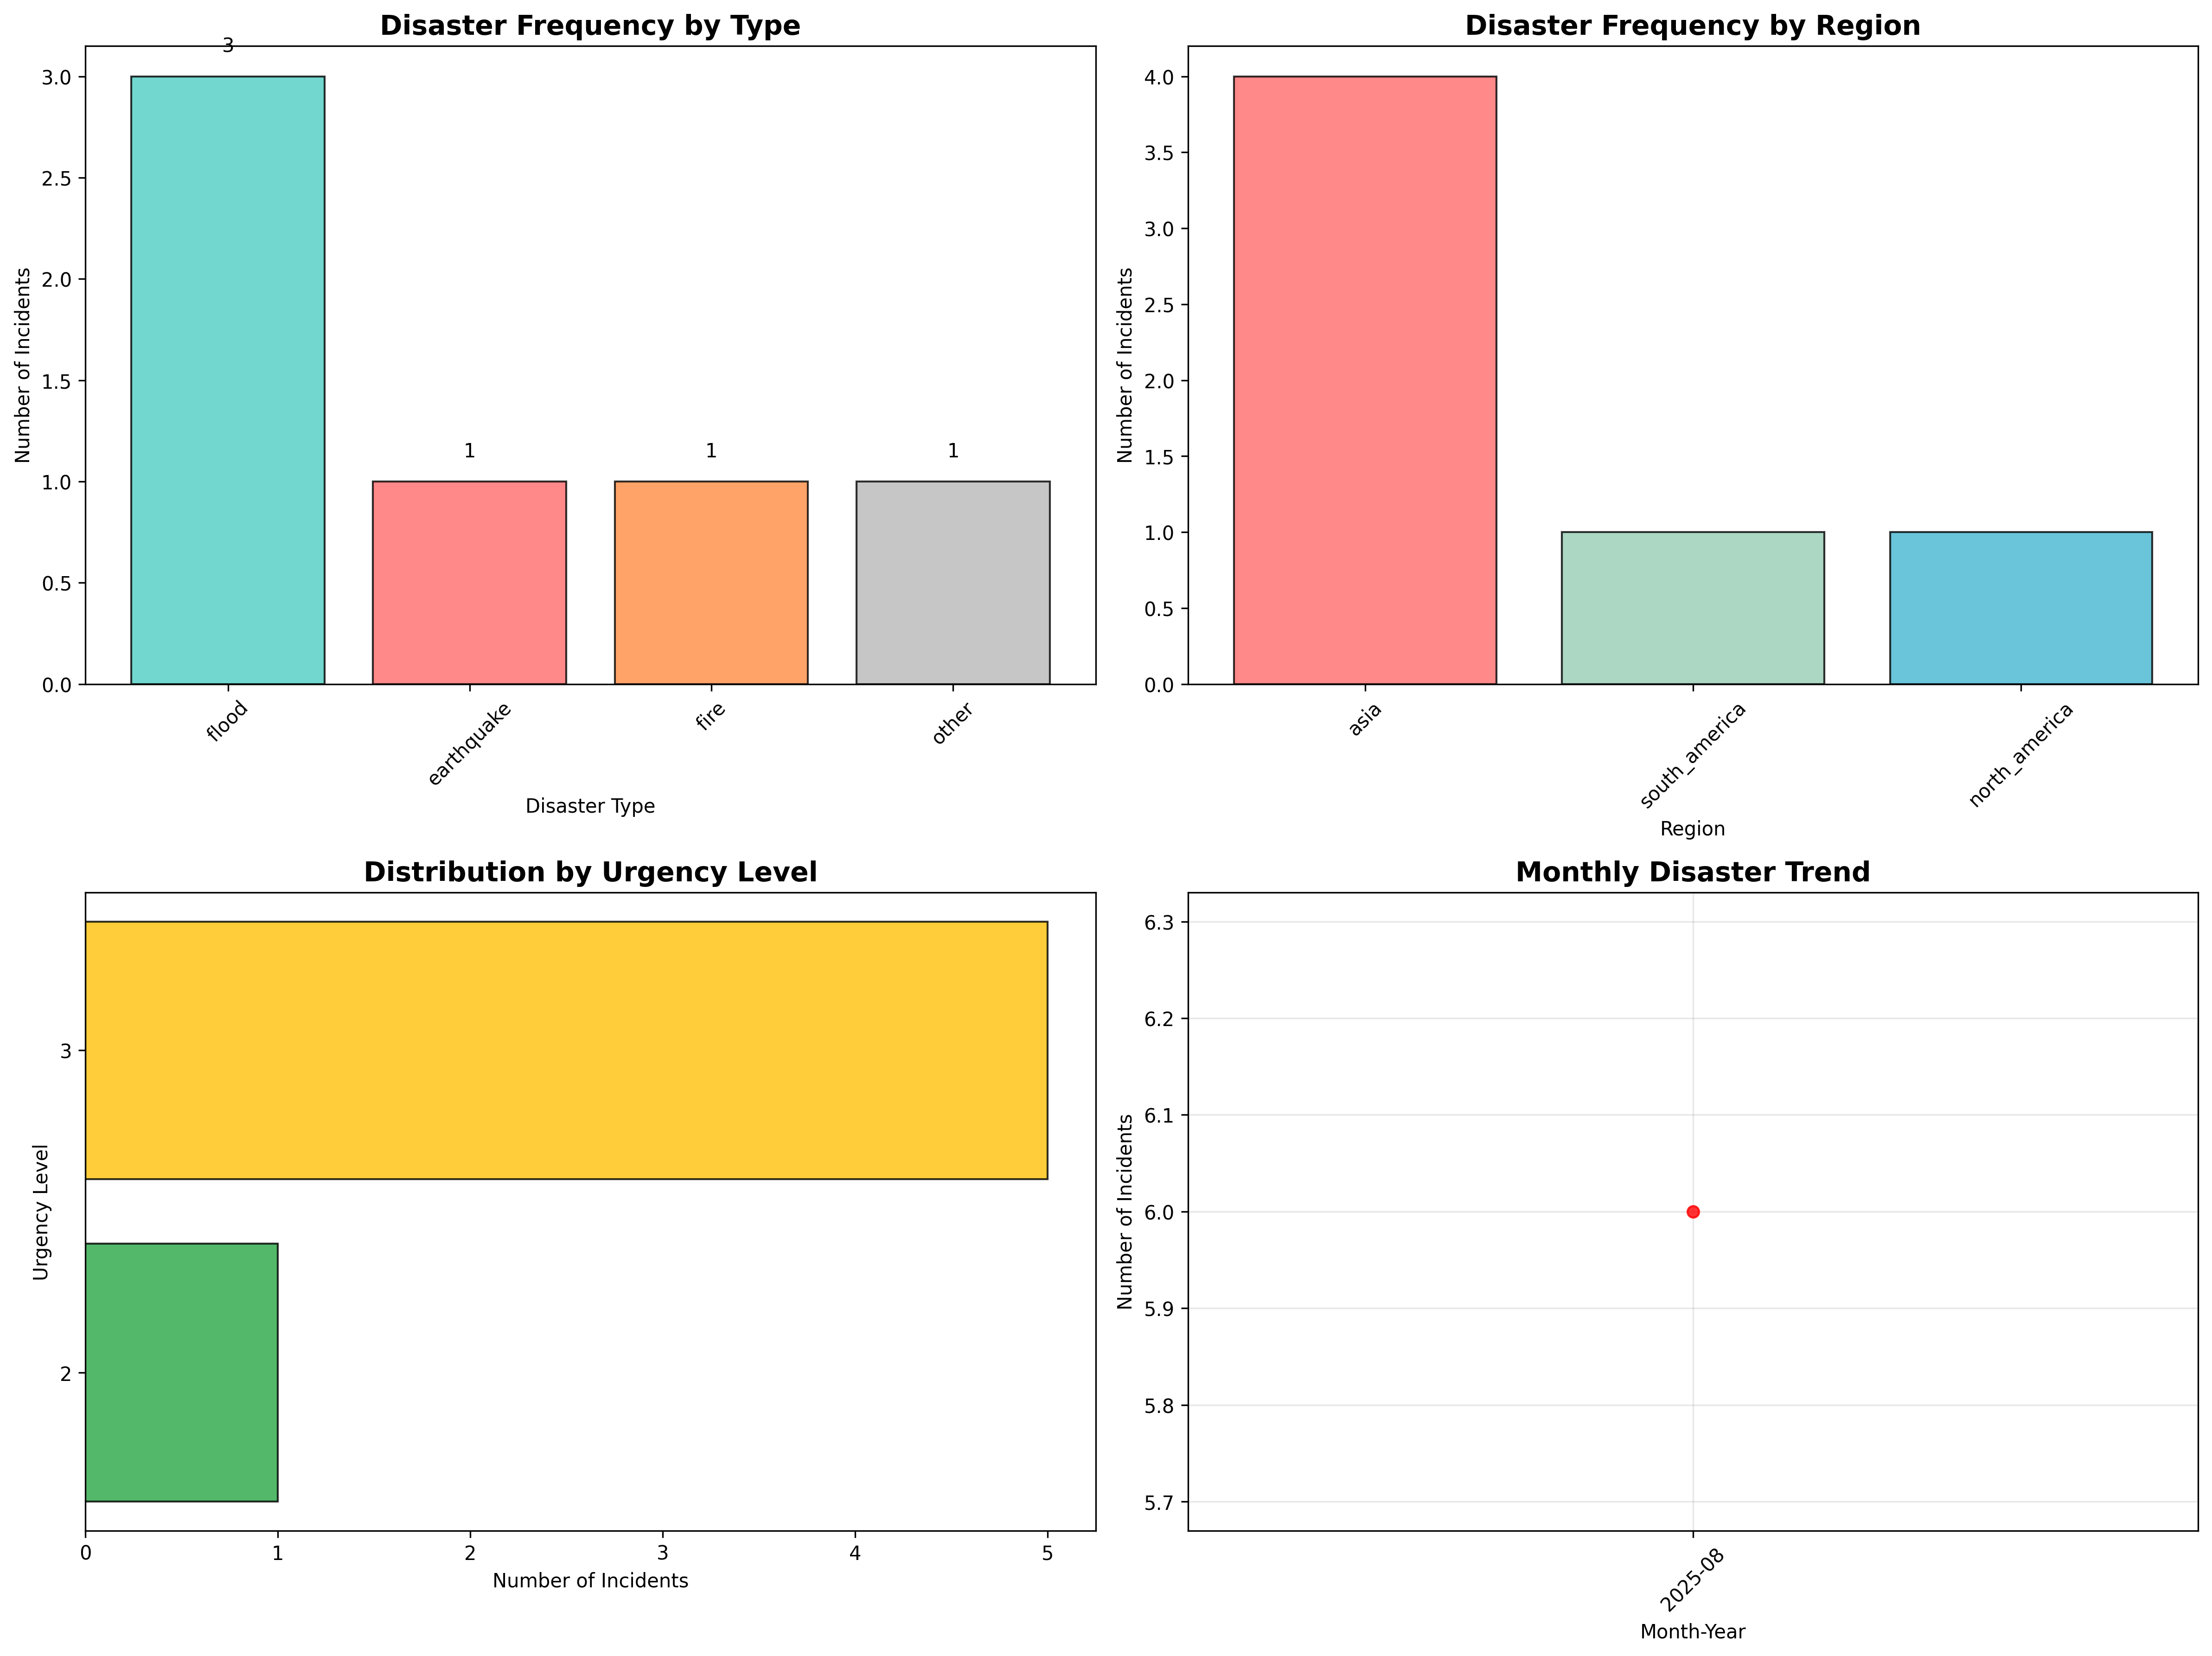 Disaster Frequency by Type
3
3.0
2.5
2.0
1.5
1.0
0.5
0.0
Number of Incidents
1
1
1
flood
earthquake
fire
other
Disaster Type
Disaster Frequency by Region
4.0
3.5
3.0
2.5
2.0
1.5
1.0
0.5
0.0
Number of Incidents
asia
south_america
north_america
Region
Distribution by Urgency Level
3
2
Urgency Level
0 1 2 3 4 5
Number of Incidents
Monthly Disaster Trend
6.3
6.2
6.1
6.0
5.9
5.8
5.7
Number of Incidents
2025-08
Month-Year